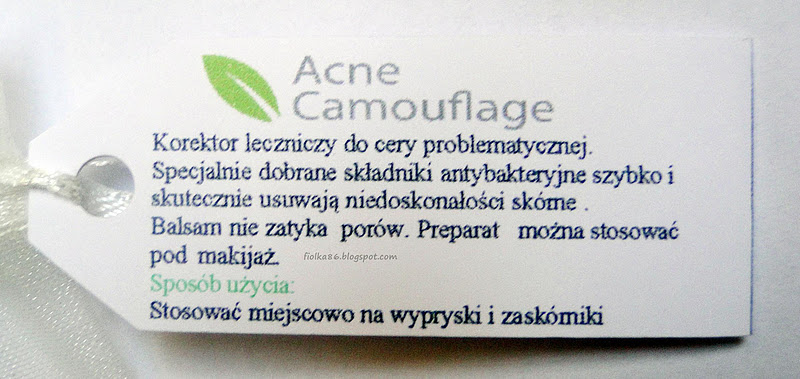 Acne
Camouflage
Korektor leczniczy do cery problematycznej.
Specjalnie dobrane składniki antybakteryjne szybko i
skutecznie usuwają niedoskonałości skórne .
Balsam nie zatyka porów. Preparat można stosować
pod makijaż.
fiolka86.blogspot.com
Sposób użycia:
Stosować miejscowo na wypryski i zaskórniki